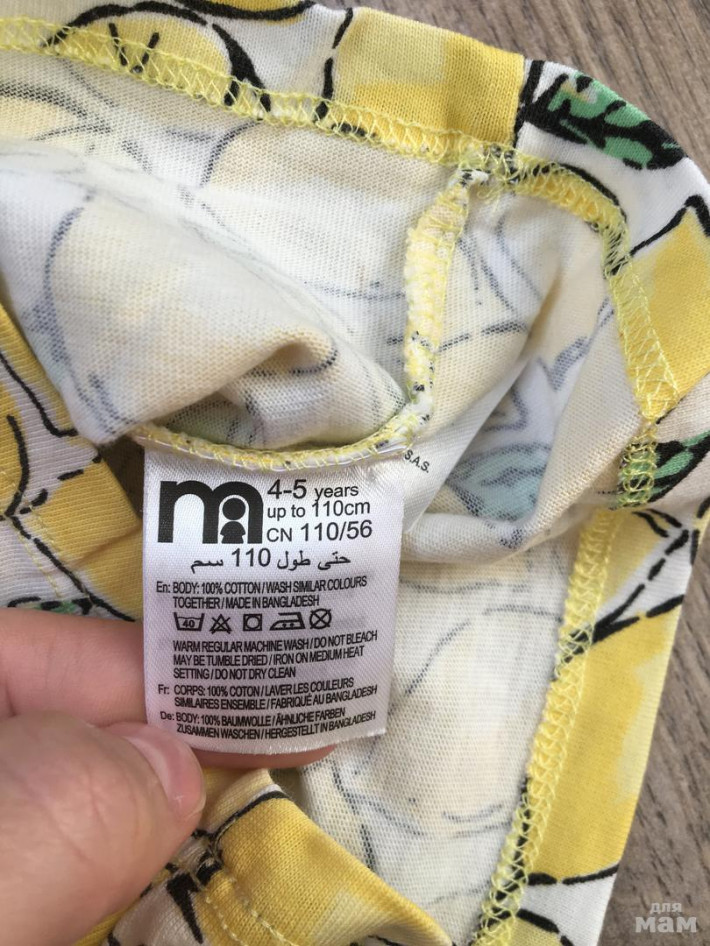 S.A.S.
m
4-5 years
up to 110cm
CN 110/56
حتى طول 110 سم
En: BODY: 100% COTTON / WASH SIMILAR COLOURS
TOGETHER / MADE IN BANGLADESH
40
WARM REGULAR MACHINE WASH / DO NOT BLEACH
MAY BE TUMBLE DRIED / IRON ON MEDIUM HEAT
SETTING / DO NOT DRY CLEAN
Fr: CORPS: 100% COTON / LAVER LES COULEURS
SIMILAIRES ENSEMBLE / FABRIQUÉ AU BANGLADESH
De: BODY: 100% BAUMWOLLE / ÄHNLICHE FARBEN
ZUSAMMEN WASCHEN / HERGESTELLT IN BANGLADESH
для
мам